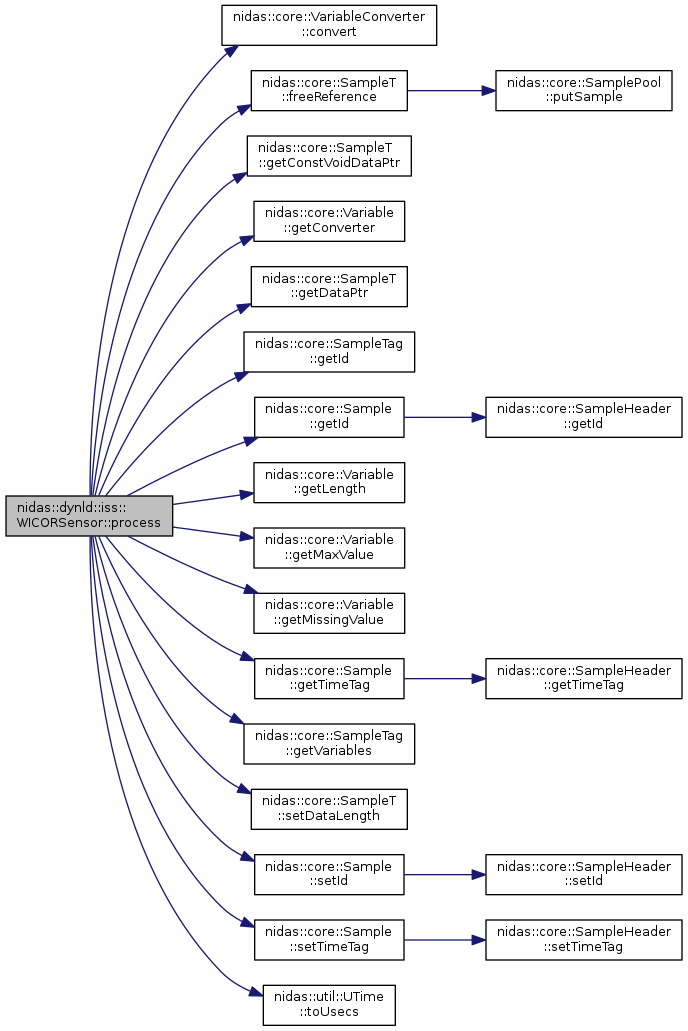 nidas::core::VariableConverter
::convert
nidas::core::SampleT
::freeReference
nidas::core::SamplePool
::putSample
nidas::core::SampleT
::getConstVoidDataPtr
nidas::core::Variable
::getConverter
nidas::core::SampleT
::getDataPtr
nidas::core::SampleTag
::getId
nidas::core::Sample
::getId
nidas::core::SampleHeader
::getId
nidas::core::Variable
::getLength
nidas::dynld::iss::
WICORSensor::process
nidas::core::Variable
::getMaxValue
nidas::core::Variable
::getMissingValue
nidas::core::Sample
::getTimeTag
nidas::core::SampleHeader
::getTimeTag
nidas::core::SampleTag
::getVariables
nidas::core::SampleT
::setDataLength
nidas::core::Sample
::setId
nidas::core::SampleHeader
::setId
nidas::core::Sample
::setTimeTag
nidas::core::SampleHeader
::setTimeTag
nidas::util::UTime
::toUsecs